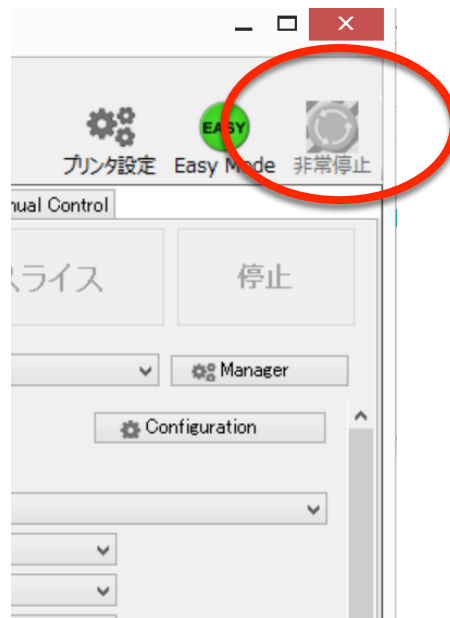 EASY
プリンタ設定 Easy Mode 非常停止
nual Control
スライス 停止
Manager
Configuration